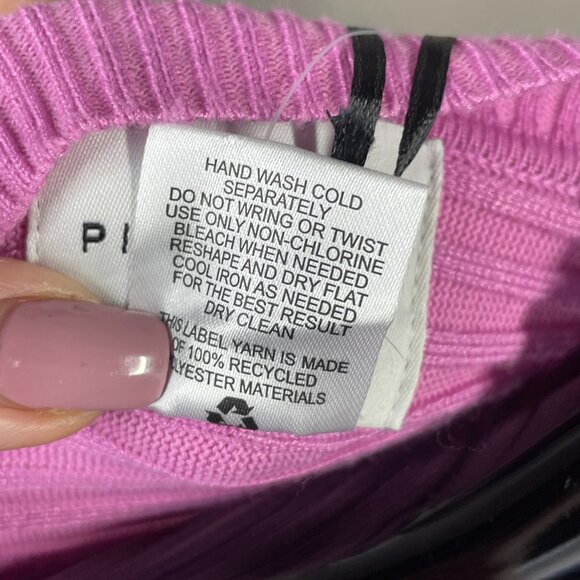 HAND WASH COLD
SEPARATELY
DO NOT WRING OR TWIST
USE ONLY NON-CHLORINE
BLEACH WHEN NEEDED
RESHAPE AND DRY FLAT
COOL IRON AS NEEDED
FOR THE BEST RESULT
DRY CLEAN
THIS LABEL YARN IS MADE
OF 100% RECYCLED
POLYESTER MATERIALS